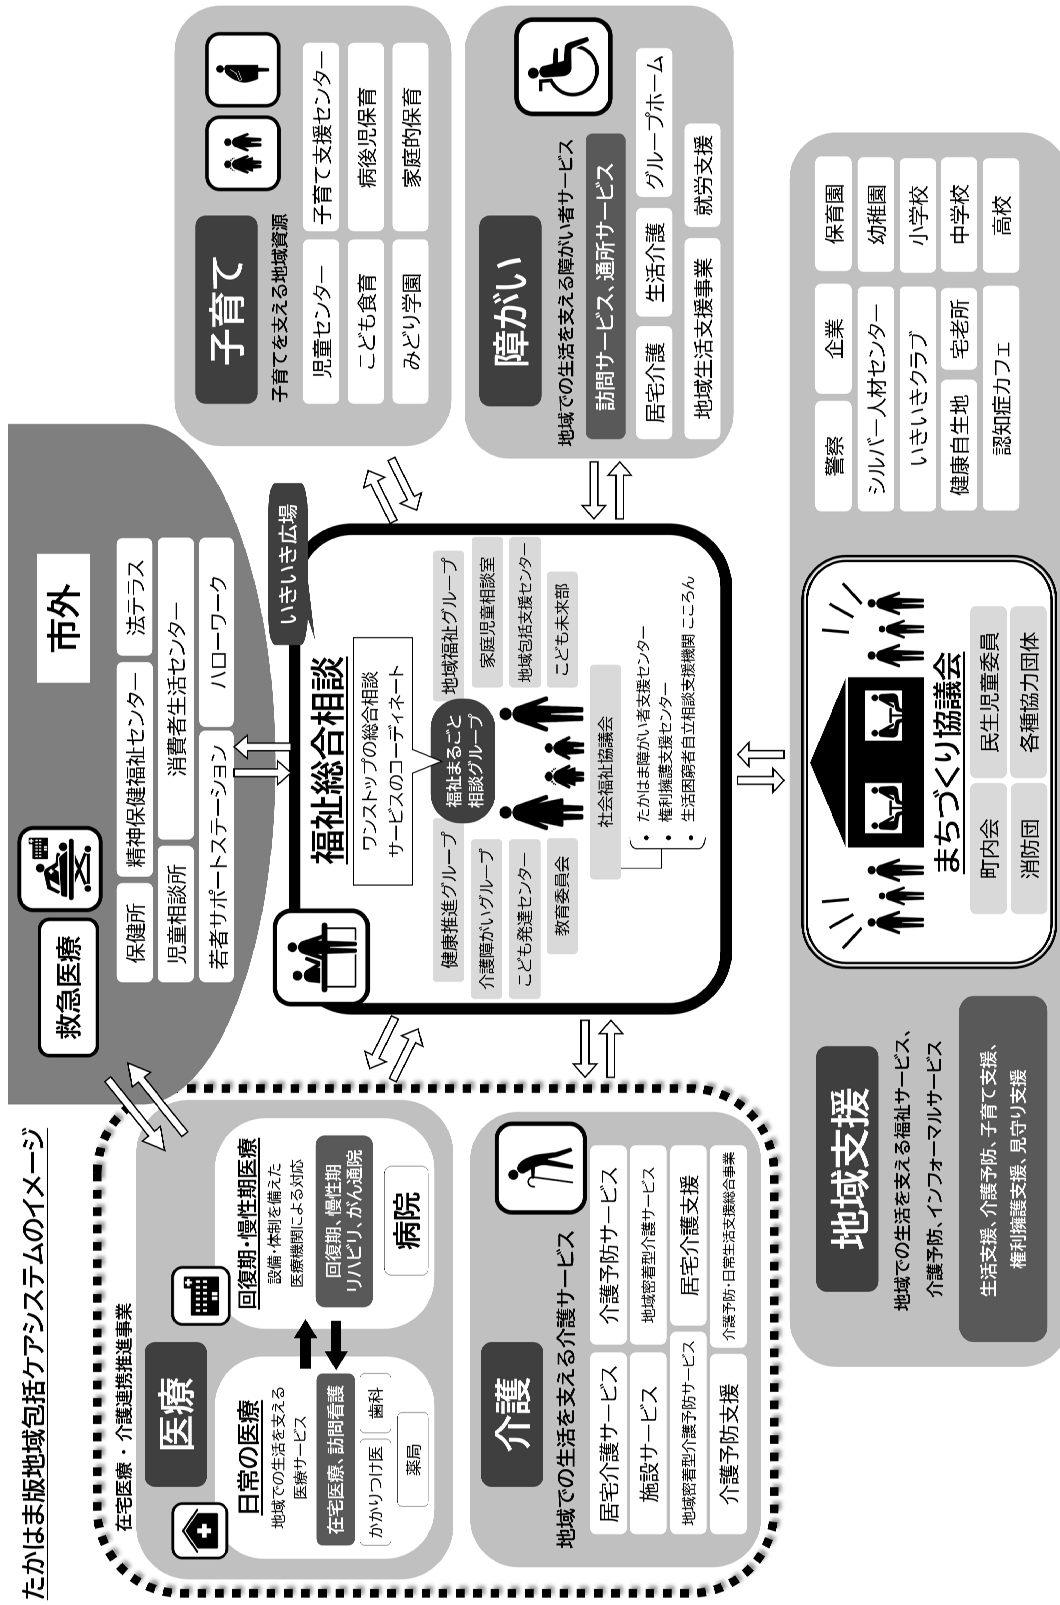 たかはま版地域包括ケアシステムのイメージ
在宅医療・介護連携推進事業
医療
日常の医療
地域での生活を支える
医療サービス
在宅医療、訪問看護
かかりつけ医
歯科
薬局
回復期・慢性期医療
設備・体制を備えた
医療機関による対応
回復期、慢性期
リハビリ、がん通院
病院
介護
地域での生活を支える介護サービス
居宅介護サービス
介護予防サービス
施設サービス
地域密着型介護サービス
地域密着型介護予防サービス
居宅介護支援
介護予防支援
介護予防・日常生活支援総合事業
救急医療
市外
保健所
精神保健福祉センター
法テラス
児童相談所
消費者生活センター
若者サポートステーション
ハローワーク
いきいき広場
福祉総合相談
ワンストップの総合相談
サービスのコーディネート
福祉まるごと
相談グループ
健康推進グループ
地域福祉グループ
介護障がいグループ
家庭児童相談室
こども発達センター
地域包括支援センター
教育委員会
こども未来部
社会福祉協議会
・たかはま障がい者支援センター
・権利擁護支援センター
・生活困窮者自立相談支援機関 こころん
子育て
子育てを支える地域資源
児童センター
子育て支援センター
こども食育
病後児保育
みどり学園
家庭的保育
障がい
地域での生活を支える障がい者サービス
訪問サービス、通所サービス
居宅介護
生活介護
グループホーム
地域生活支援事業
就労支援
地域支援
地域での生活を支える福祉サービス、
介護予防、インフォーマルサービス
生活支援、介護予防、子育て支援、
権利擁護支援、見守り支援
まちづくり協議会
町内会
民生児童委員
消防団
各種協力団体
警察
企業
保育園
シルバー人材センター
幼稚園
いきいきクラブ
小学校
健康自生地
宅老所
中学校
認知症カフェ
高校